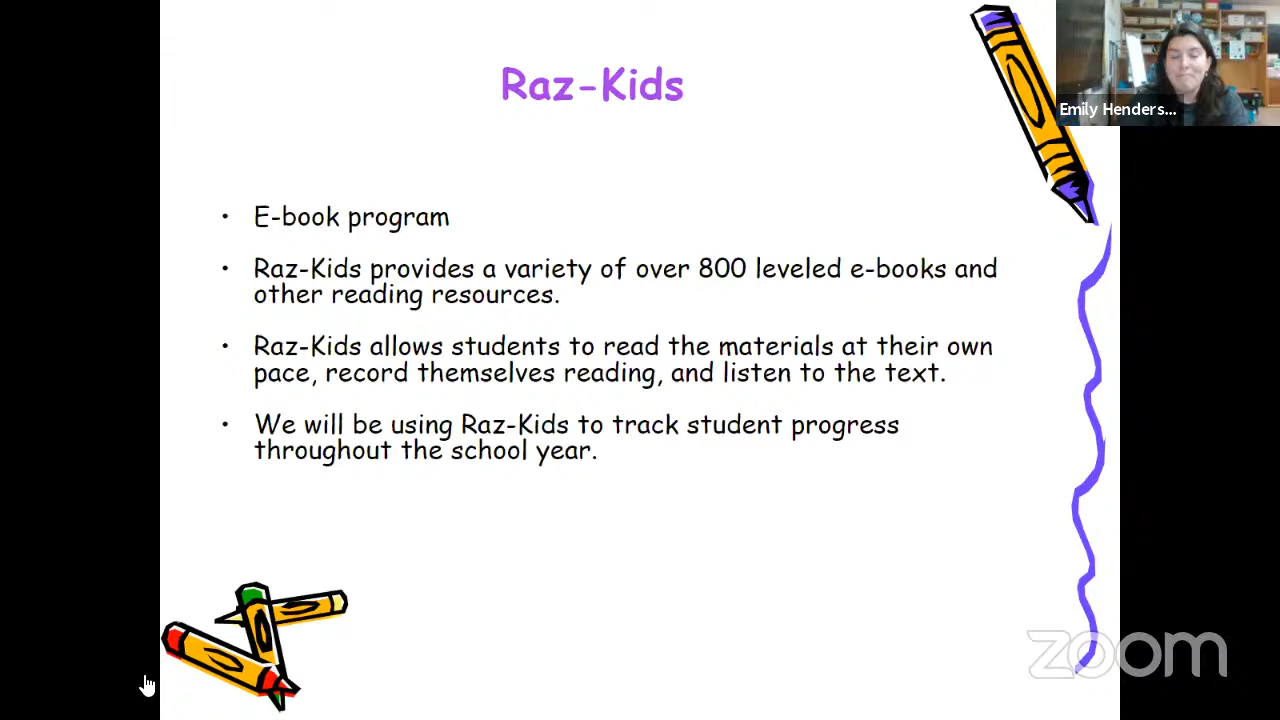 Raz-Kids
Emily Henders...
• E-book program
• Raz-Kids provides a variety of over 800 leveled e-books and
other reading resources.
• Raz-Kids allows students to read the materials at their own
pace, record themselves reading, and listen to the text.
• We will be using Raz-Kids to track student progress
throughout the school year.
zoom